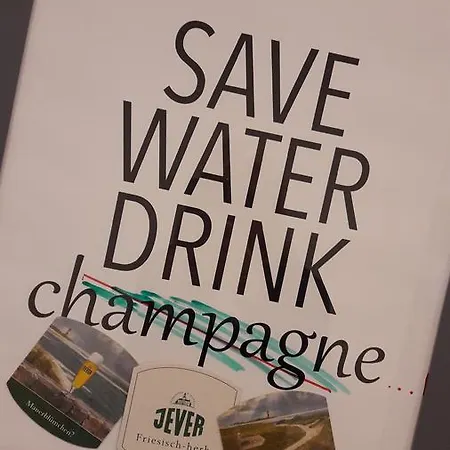 SAVE
WATER
DRINK
champagne....
Mauerblümchen?
JEVER
Friesisch-herb